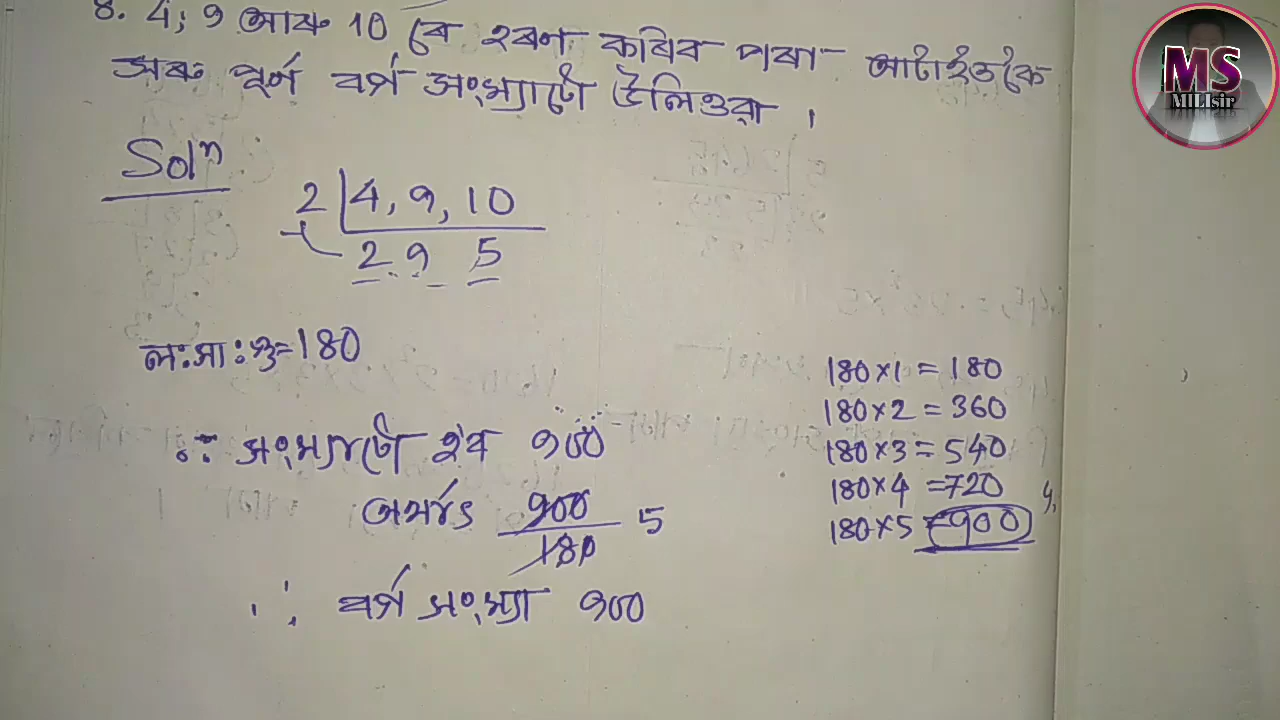 8. 4, 9 আৰু 10 ৰে হৰণ কৰিব পৰা আটাইতকৈ
সৰু পূৰ্ণ বৰ্গ সংখ্যাটো উলিওৱা ।
MS
MILIsir
Solⁿ
2 | 4, 9, 10
2 9 5
ল:সা:গু=180
∵ সংখ্যাটো হব 900
অৰ্থাৎ 900/180 5
∴ বৰ্গ সংখ্যা 900
180×1 = 180
180×2 = 360
180×3 = 540
180×4 = 720
180×5 = 900